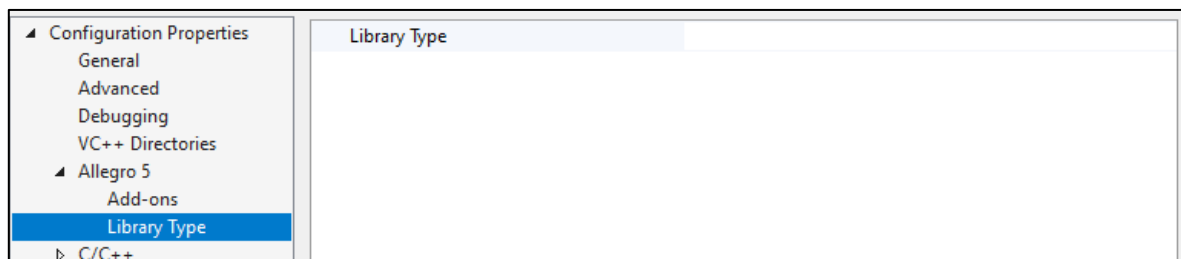 Configuration Properties
General
Advanced
Debugging
VC++ Directories
Allegro 5
Add-ons
Library Type
C/C++
Library Type